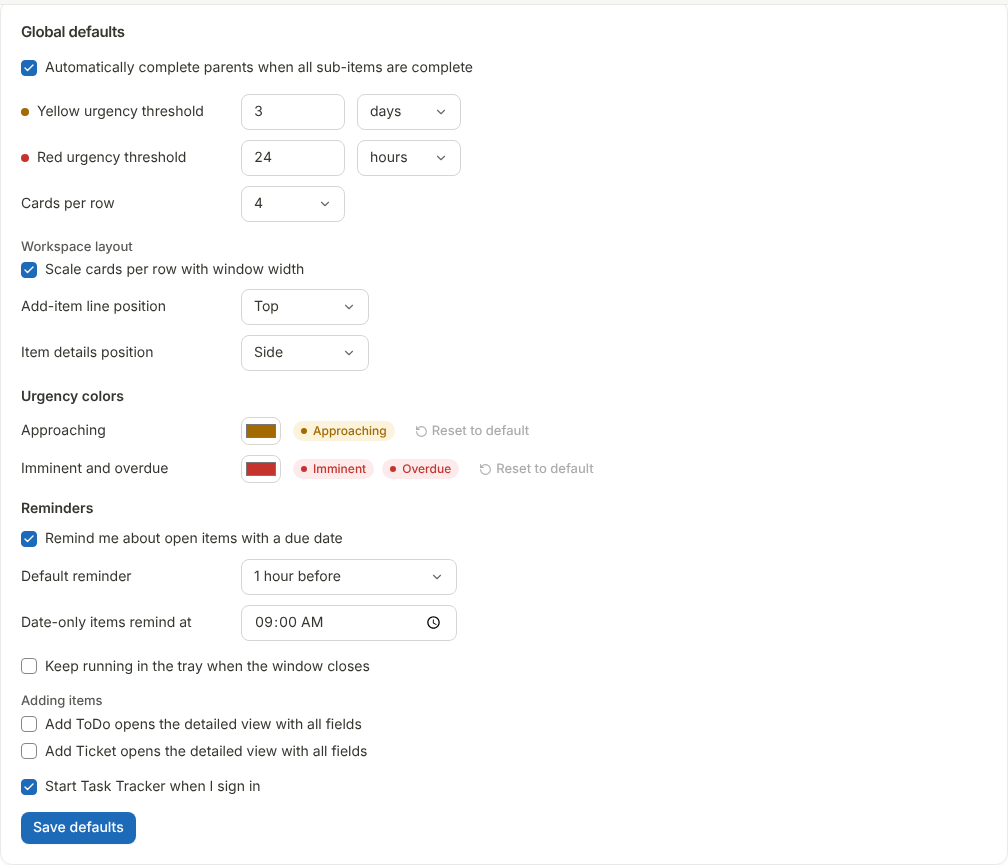 Global defaults
Automatically complete parents when all sub-items are complete
Yellow urgency threshold 3 days
Red urgency threshold 24 hours
Cards per row 4
Workspace layout
Scale cards per row with window width
Add-item line position Top
Item details position Side
Urgency colors
Approaching Approaching Reset to default
Imminent and overdue Imminent Overdue Reset to default
Reminders
Remind me about open items with a due date
Default reminder 1 hour before
Date-only items remind at 09:00 AM
Keep running in the tray when the window closes
Adding items
Add ToDo opens the detailed view with all fields
Add Ticket opens the detailed view with all fields
Start Task Tracker when I sign in
Save defaults